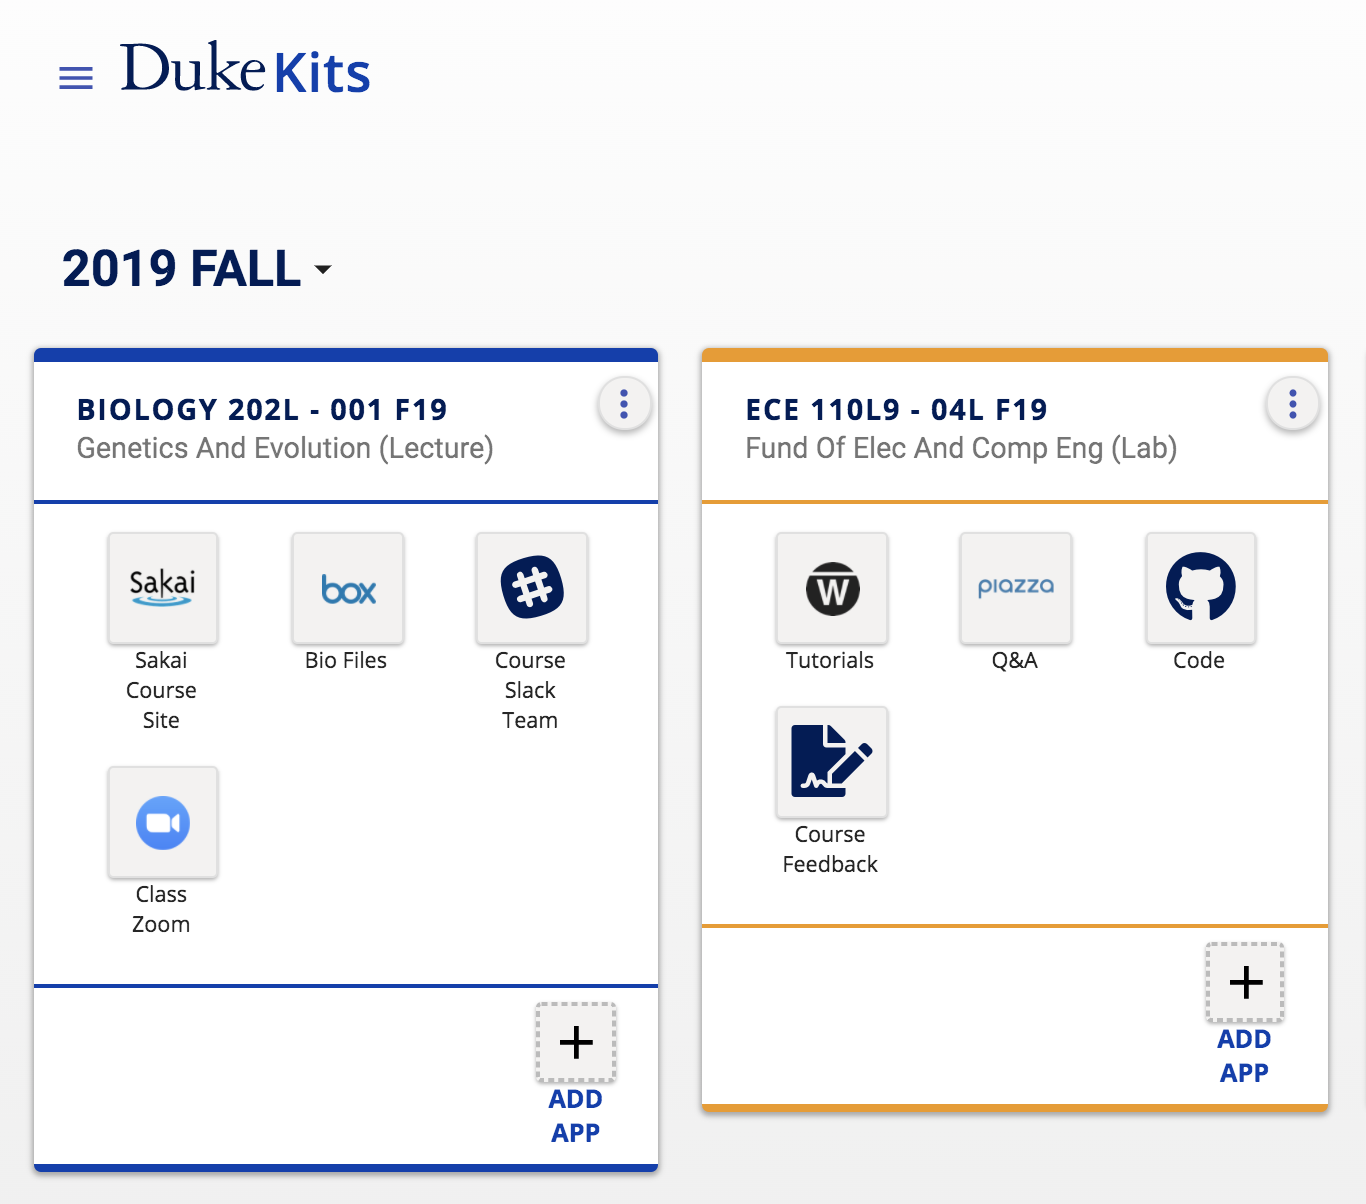 Duke Kits
2019 FALL
BIOLOGY 202L - 001 F19
Genetics And Evolution (Lecture)
Sakai
box
Sakai
Course
Site
Bio Files
Course
Slack
Team
Class
Zoom
ADD
APP
ECE 110L9 - 04L F19
Fund Of Elec And Comp Eng (Lab)
W
piazza
Tutorials
Q&A
Code
Course
Feedback
ADD
APP